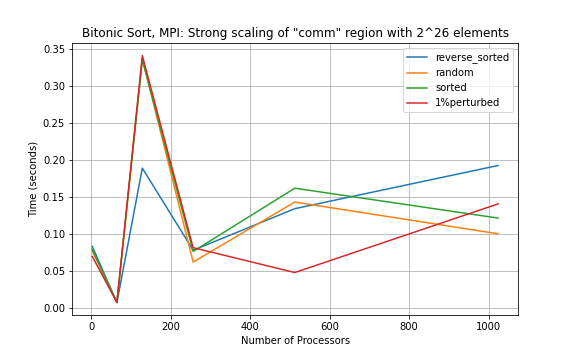 Bitonic Sort, MPI: Strong scaling of "comm" region with 2^26 elements
0.35
0.30
0.25
0.20
0.15
0.10
0.05
0.00
Time (seconds)
reverse_sorted
random
sorted
1%perturbed
0 200 400 600 800 1000
Number of Processors